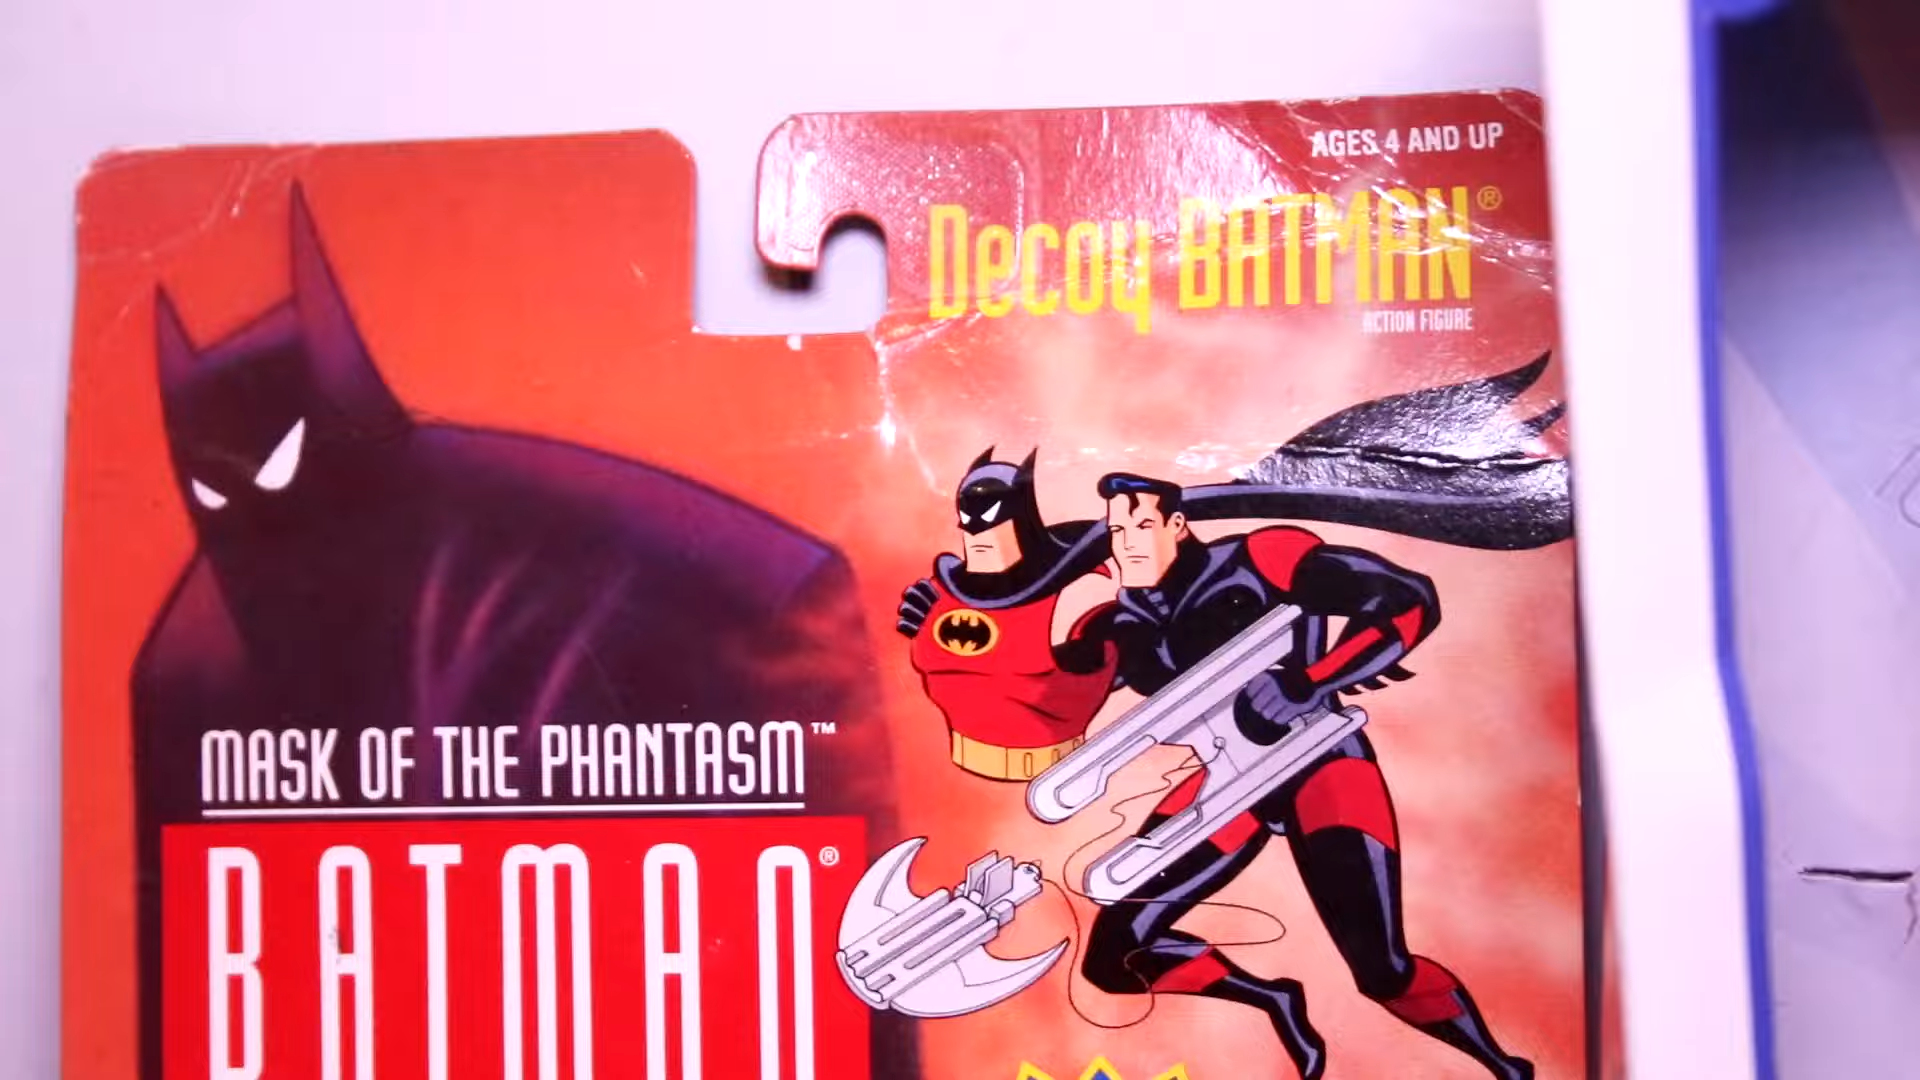 AGES 4 AND UP
Decoy BATMAN®
ACTION FIGURE
MASK OF THE PHANTASM™
BATMAN®